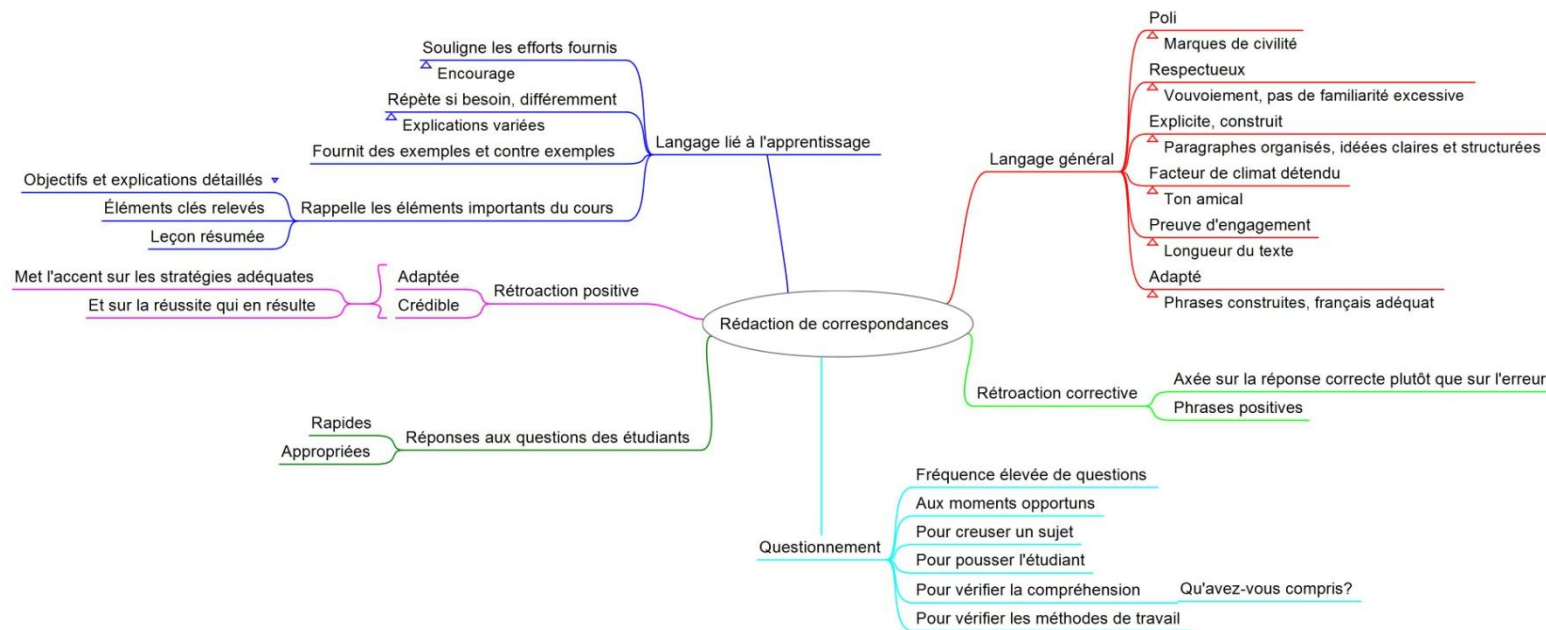 Rédaction de correspondances
Langage lié à l'apprentissage
Souligne les efforts fournis
Encourage
Répète si besoin, différemment
Explications variées
Fournit des exemples et contre exemples
Rappelle les éléments importants du cours
Objectifs et explications détaillés
Éléments clés relevés
Leçon résumée
Rétroaction positive
Adaptée
Crédible
Met l'accent sur les stratégies adéquates
Et sur la réussite qui en résulte
Réponses aux questions des étudiants
Rapides
Appropriées
Langage général
Poli
Marques de civilité
Respectueux
Vouvoiement, pas de familiarité excessive
Explicite, construit
Paragraphes organisés, idéées claires et structurées
Facteur de climat détendu
Ton amical
Preuve d'engagement
Longueur du texte
Adapté
Phrases construites, français adéquat
Rétroaction corrective
Axée sur la réponse correcte plutôt que sur l'erreur
Phrases positives
Questionnement
Fréquence élevée de questions
Aux moments opportuns
Pour creuser un sujet
Pour pousser l'étudiant
Pour vérifier la compréhension
Qu'avez-vous compris?
Pour vérifier les méthodes de travail